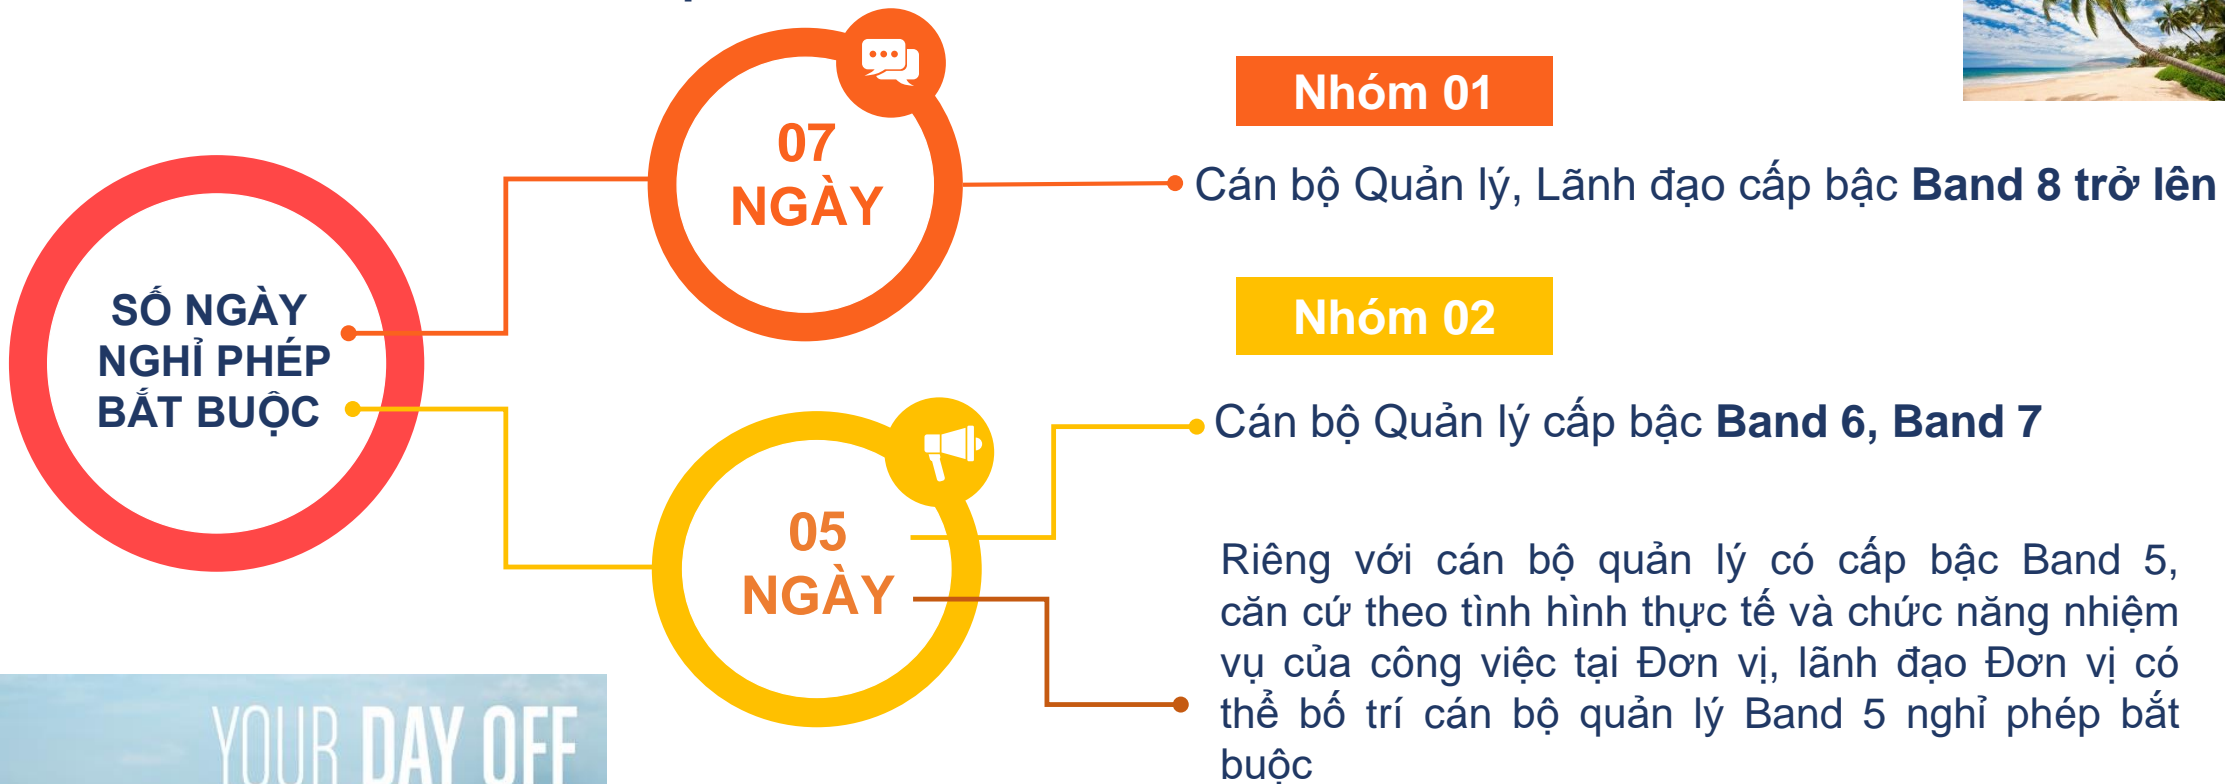 SỐ NGÀY
NGHỈ PHÉP
BẮT BUỘC
07
NGÀY
Nhóm 01
Cán bộ Quản lý, Lãnh đạo cấp bậc Band 8 trở lên
05
NGÀY
Nhóm 02
Cán bộ Quản lý cấp bậc Band 6, Band 7
Riêng với cán bộ quản lý có cấp bậc Band 5,
căn cứ theo tình hình thực tế và chức năng nhiệm
vụ của công việc tại Đơn vị, lãnh đạo Đơn vị có
thể bố trí cán bộ quản lý Band 5 nghỉ phép bắt
buộc
YOUR DAY OFF